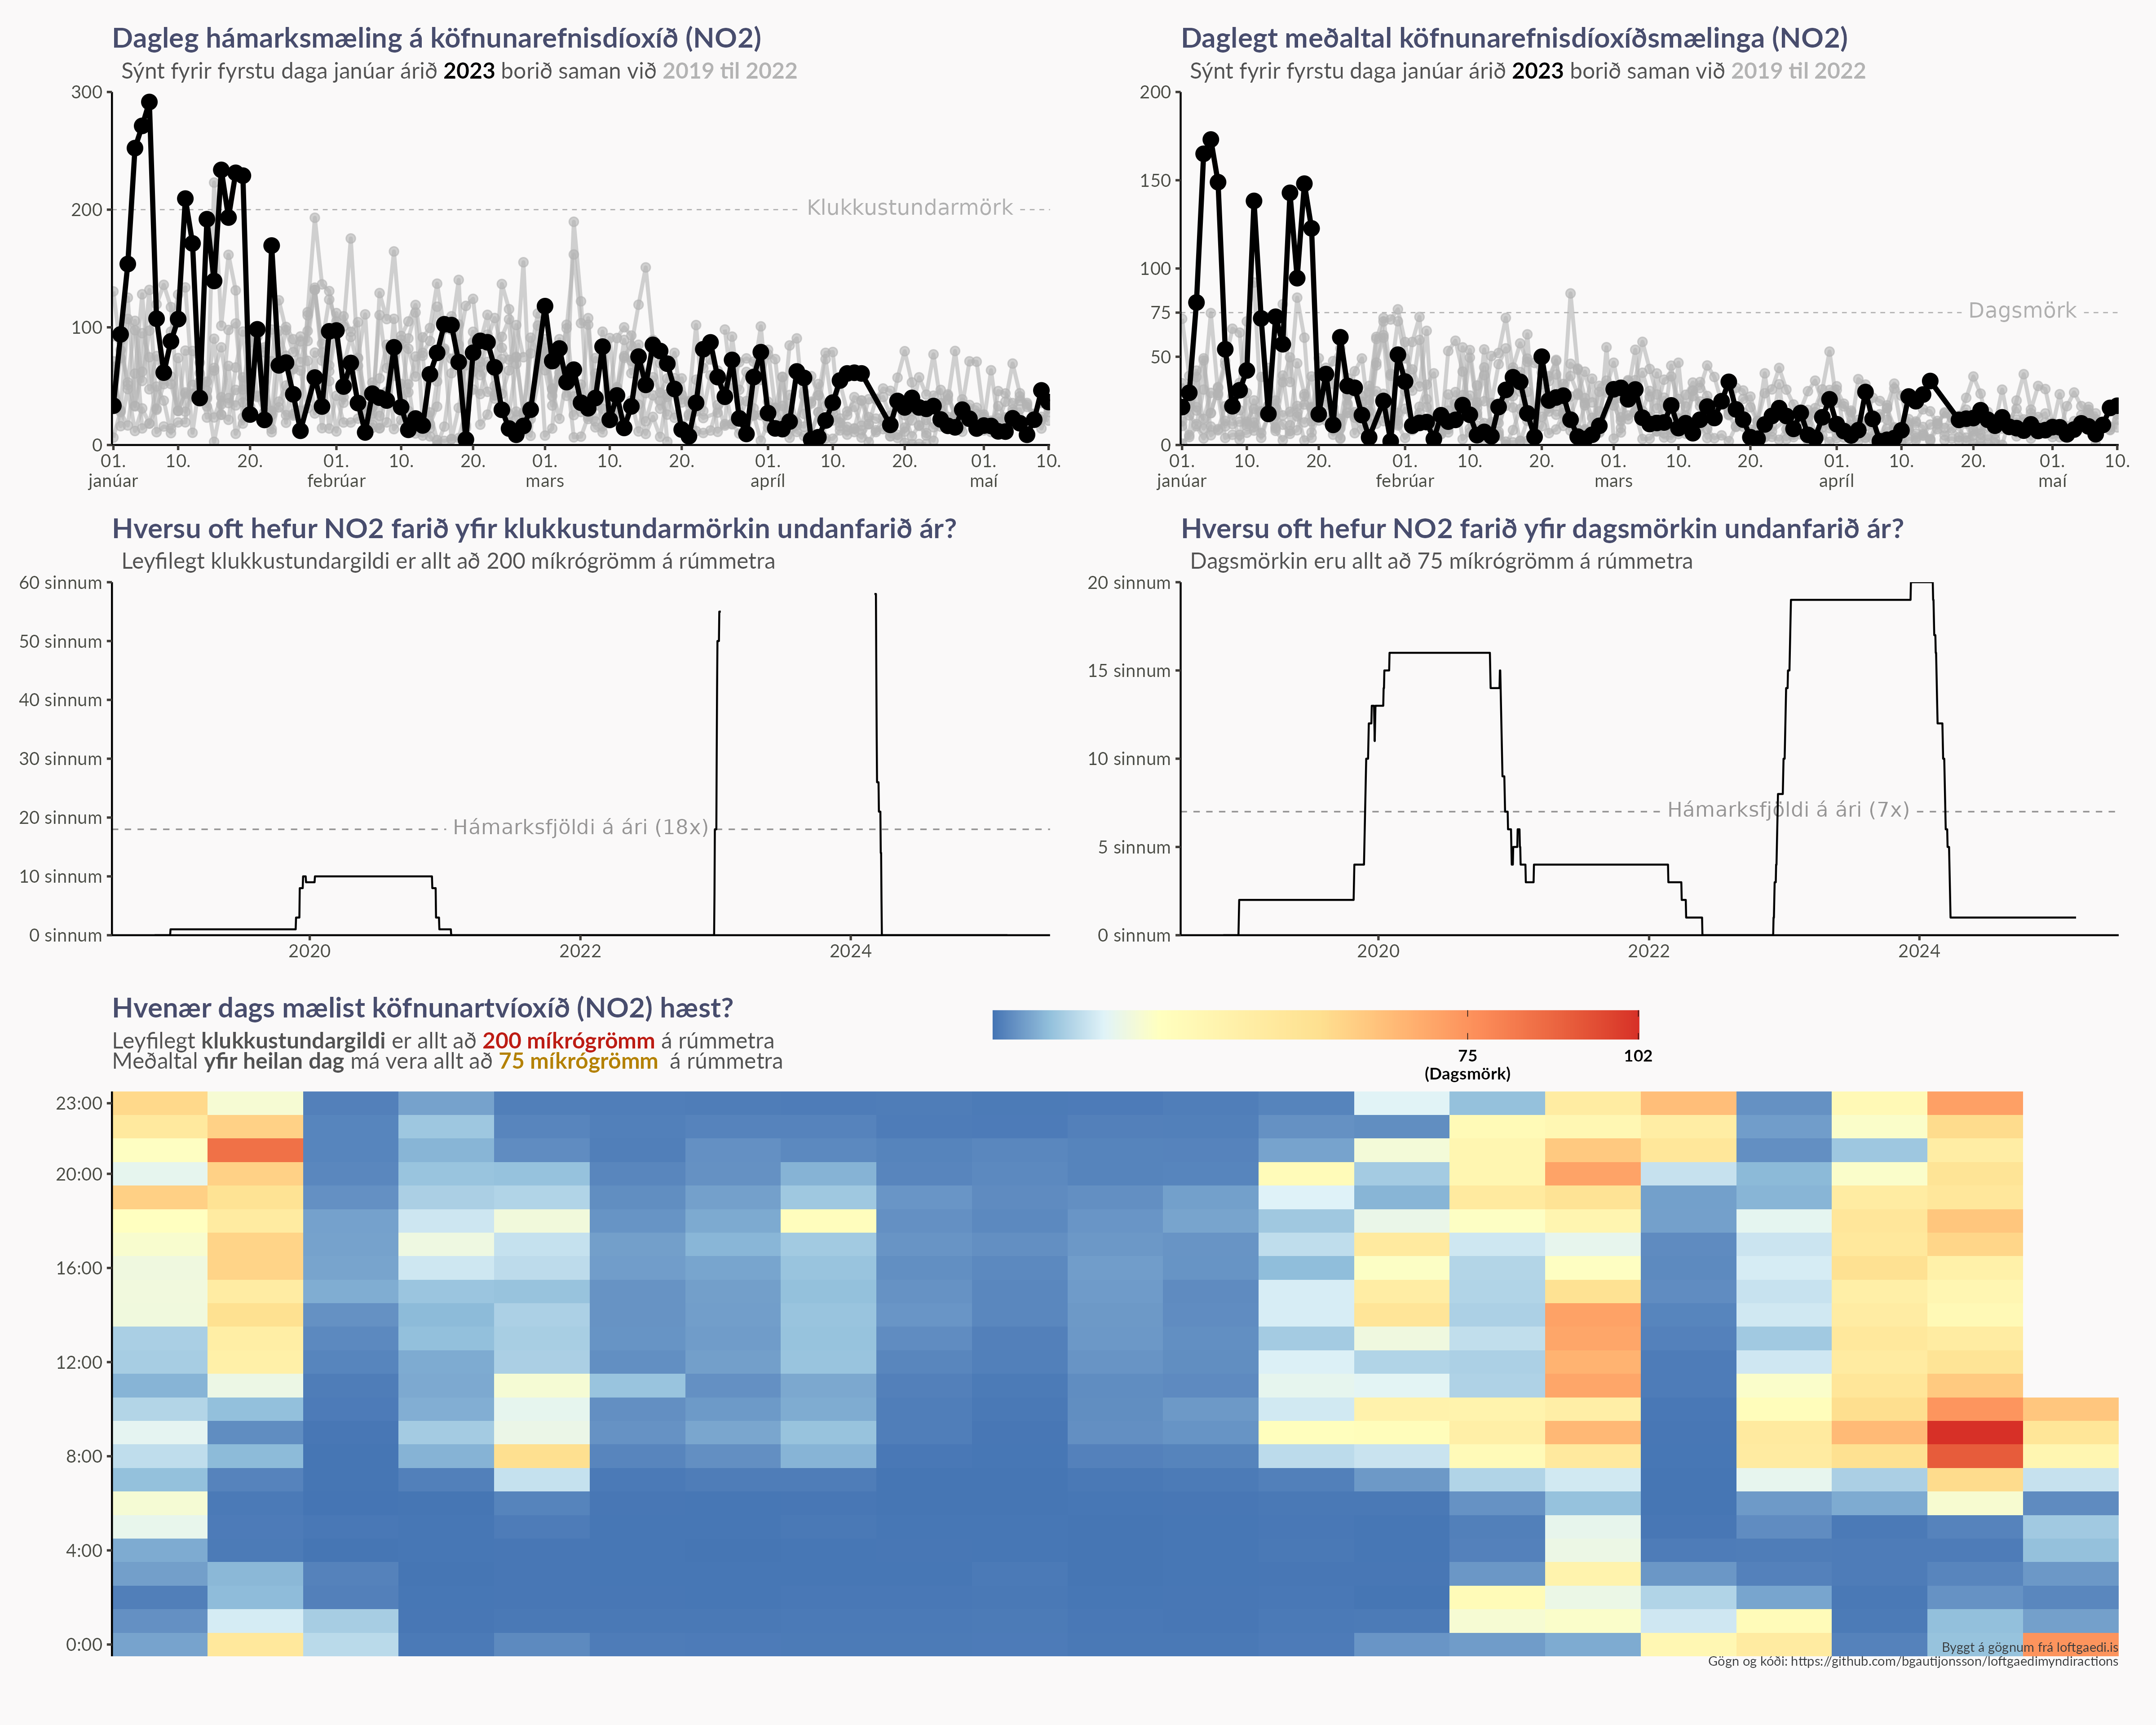 Dagleg hámarksmæling á köfnunarefnisdíoxíð (NO2)
Sýnt fyrir fyrstu daga janúar árið 2023 borið saman við 2019 til 2022
300
200
100
0
Klukkustundarmörk
01. 10. 20. 01. 10. 20. 01. 10. 20. 01. 10. 20. 01. 10.
janúar febrúar mars apríl maí
Daglegt meðaltal köfnunarefnisdíoxíðsmælinga (NO2)
Sýnt fyrir fyrstu daga janúar árið 2023 borið saman við 2019 til 2022
200
150
100
75
50
0
Dagsmörk
01. 10. 20. 01. 10. 20. 01. 10. 20. 01. 10. 20. 01. 10.
janúar febrúar mars apríl maí
Hversu oft hefur NO2 farið yfir klukkustundarmörkin undanfarið ár?
Leyfilegt klukkustundargildi er allt að 200 míkrógrömm á rúmmetra
60 sinnum
50 sinnum
40 sinnum
30 sinnum
20 sinnum
10 sinnum
0 sinnum
Hámarksfjöldi á ári (18x)
2020 2022 2024
Hversu oft hefur NO2 farið yfir dagsmörkin undanfarið ár?
Dagsmörkin eru allt að 75 míkrógrömm á rúmmetra
20 sinnum
15 sinnum
10 sinnum
5 sinnum
0 sinnum
Hámarksfjöldi á ári (7x)
2020 2022 2024
Hvenær dags mælist köfnunartvíoxíð (NO2) hæst?
Leyfilegt klukkustundargildi er allt að 200 míkrógrömm á rúmmetra
Meðaltal yfir heilan dag má vera allt að 75 míkrógrömm á rúmmetra
75 102
(Dagsmörk)
23:00
20:00
16:00
12:00
8:00
4:00
0:00
Byggt á gögnum frá loftgaedi.is
Gögn og kóði: https://github.com/bgautijonsson/loftgaedimyndiractions